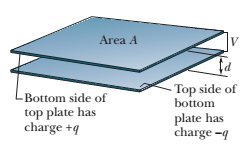 Area A
V
d
Bottom side of
top plate has
charge +q
Top side of
bottom
plate has
charge –q